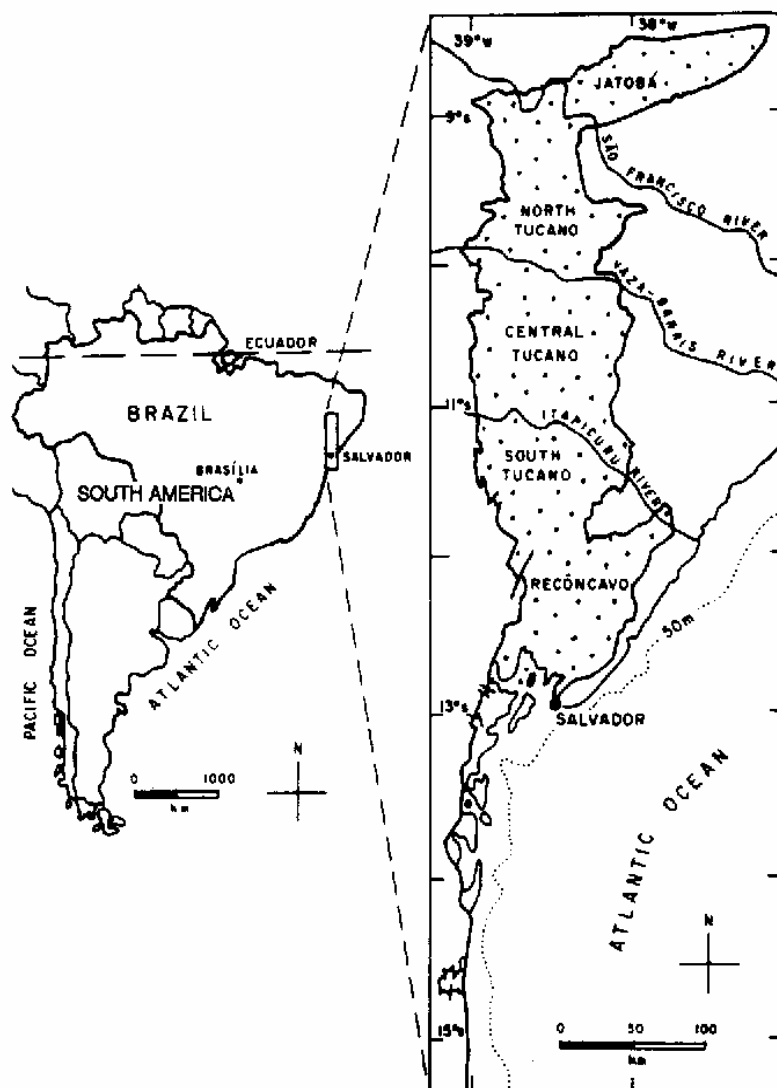 ECUADOR
BRAZIL
BRASÍLIA
SALVADOR
SOUTH AMERICA
PACIFIC OCEAN
ATLANTIC OCEAN
N
0 1000
km
39°W
38°W
JATOBÁ
9°S
SÃO FRANCISCO RIVER
NORTH
TUCANO
VAZA-BARRIS RIVER
CENTRAL
TUCANO
11°S
ITAPICURU RIVER
SOUTH
TUCANO
RECÔNCAVO
50m
13°S
SALVADOR
ATLANTIC OCEAN
N
15°S
0 50 100
km